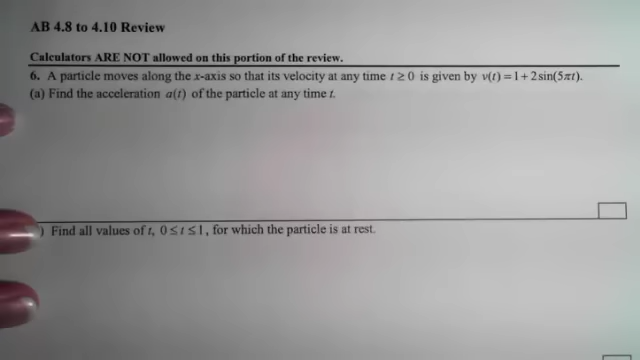 AB 4.8 to 4.10 Review
Calculators ARE NOT allowed on this portion of the review.
6. A particle moves along the x-axis so that its velocity at any time t ≥ 0 is given by v(t) = 1 + 2sin(5πt).
(a) Find the acceleration a(t) of the particle at any time t.
) Find all values of t, 0 ≤ t ≤ 1, for which the particle is at rest.